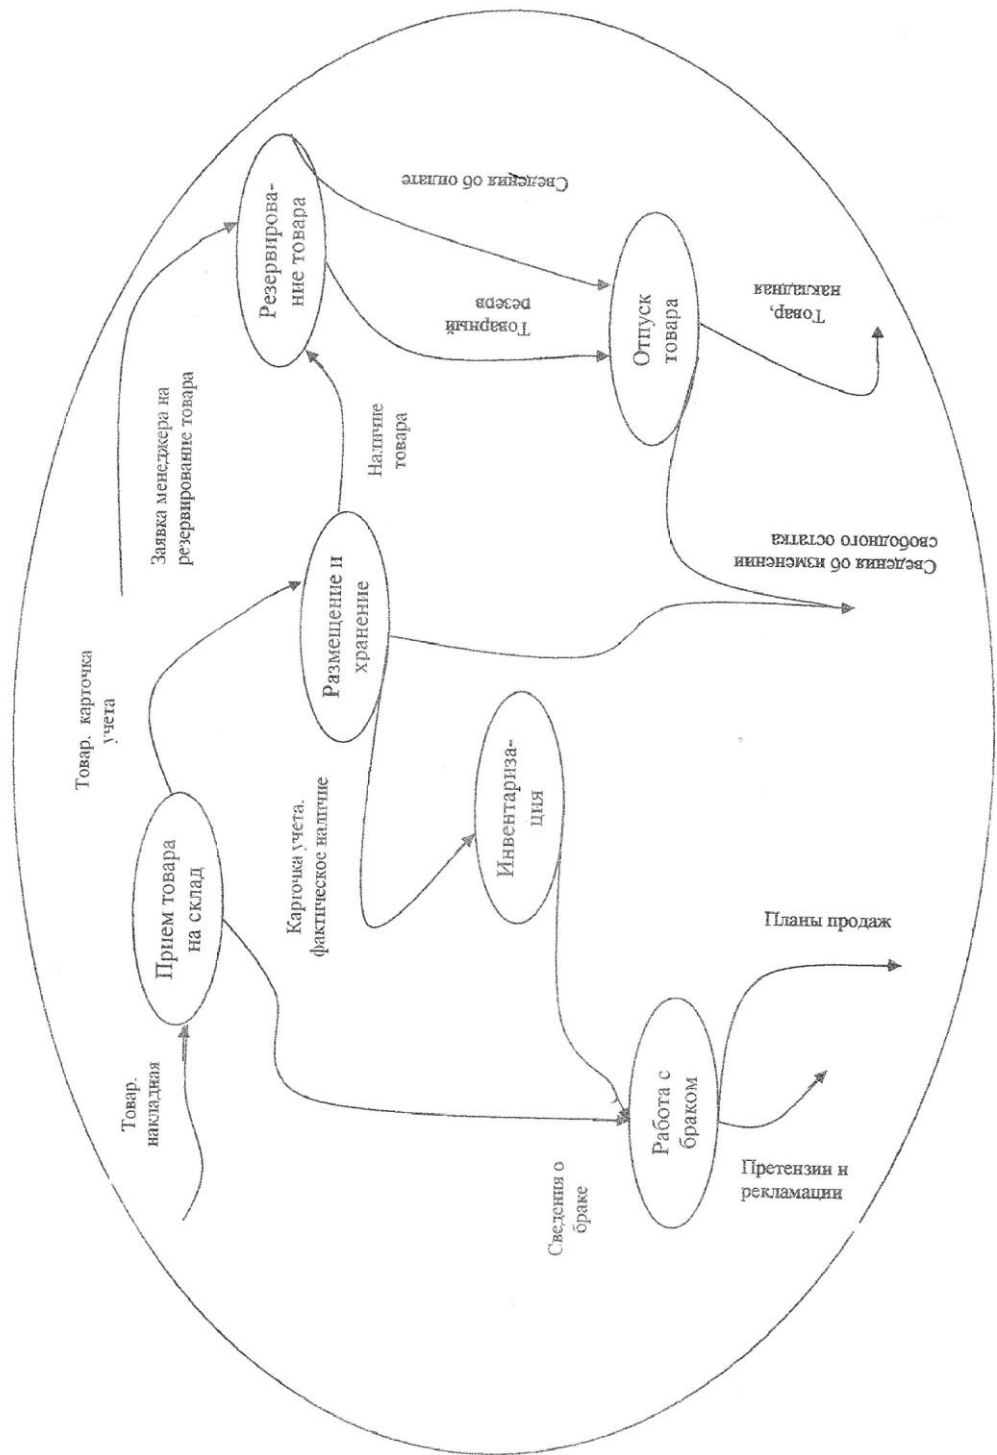 Товар.
накладная
Прием товара
на склад
Товар. карточка
учета
Заявка менеджера на
резервирование товара
Резервирова-
ние товара
Размещение и
хранение
Наличие
товара
Карточка учета.
фактическое наличие
Инвентариза-
ция
Товарный
резерв
Сведения об оплате
Отпуск
товара
Сведения о
браке
Работа с
браком
Претензии и
рекламации
Планы продаж
Сведения об изменении
свободного остатка
Товар,
накладная